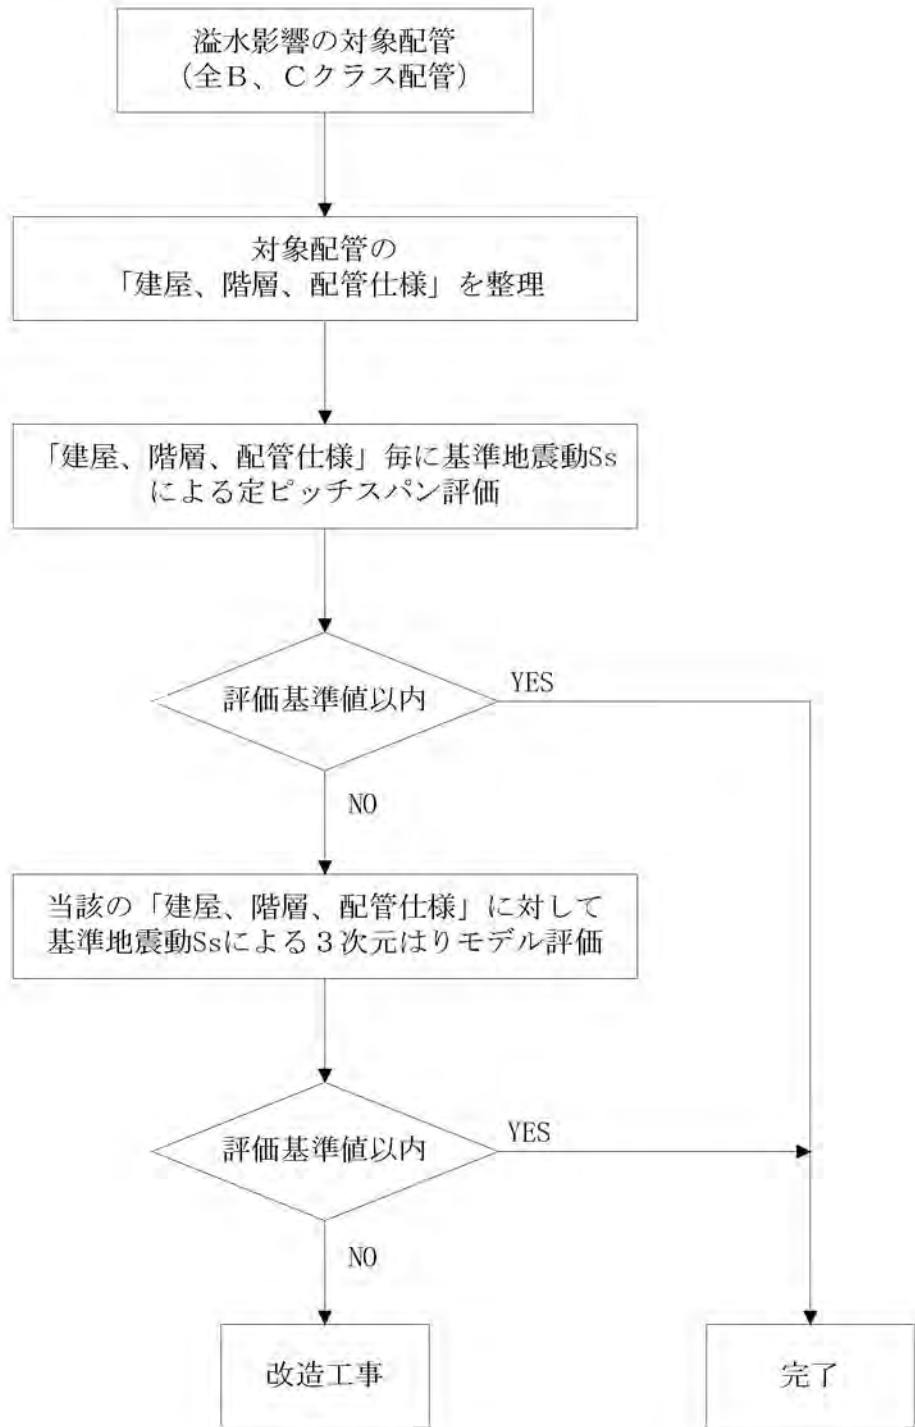 溢水影響の対象配管
（全Ｂ、Ｃクラス配管）
対象配管の
「建屋、階層、配管仕様」を整理
「建屋、階層、配管仕様」毎に基準地震動Ss
による定ピッチスパン評価
評価基準値以内
YES
NO
当該の「建屋、階層、配管仕様」に対して
基準地震動Ssによる３次元はりモデル評価
評価基準値以内
YES
NO
改造工事
完了